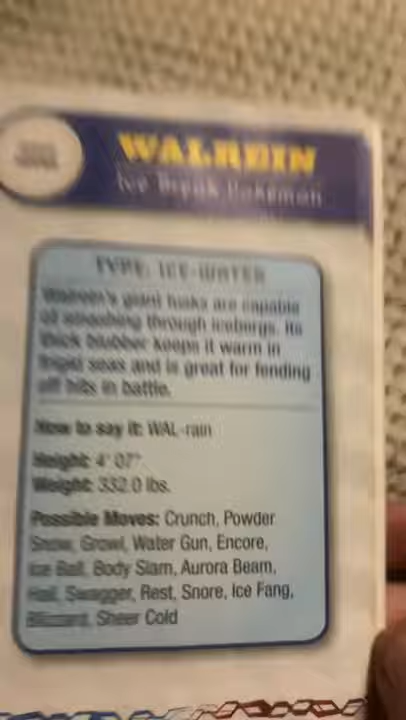 WALREIN
Ice Break Pokémon
TYPE: ICE-WATER
Walrein's giant tusks are capable
of smashing through icebergs. Its
thick blubber keeps it warm in
frigid seas and is great for fending
off hits in battle.
How to say it: WAL-rain
Height: 4' 07"
Weight: 332.0 lbs.
Possible Moves: Crunch, Powder
Snow, Growl, Water Gun, Encore,
Ice Ball, Body Slam, Aurora Beam,
Hail, Swagger, Rest, Snore, Ice Fang,
Blizzard, Sheer Cold